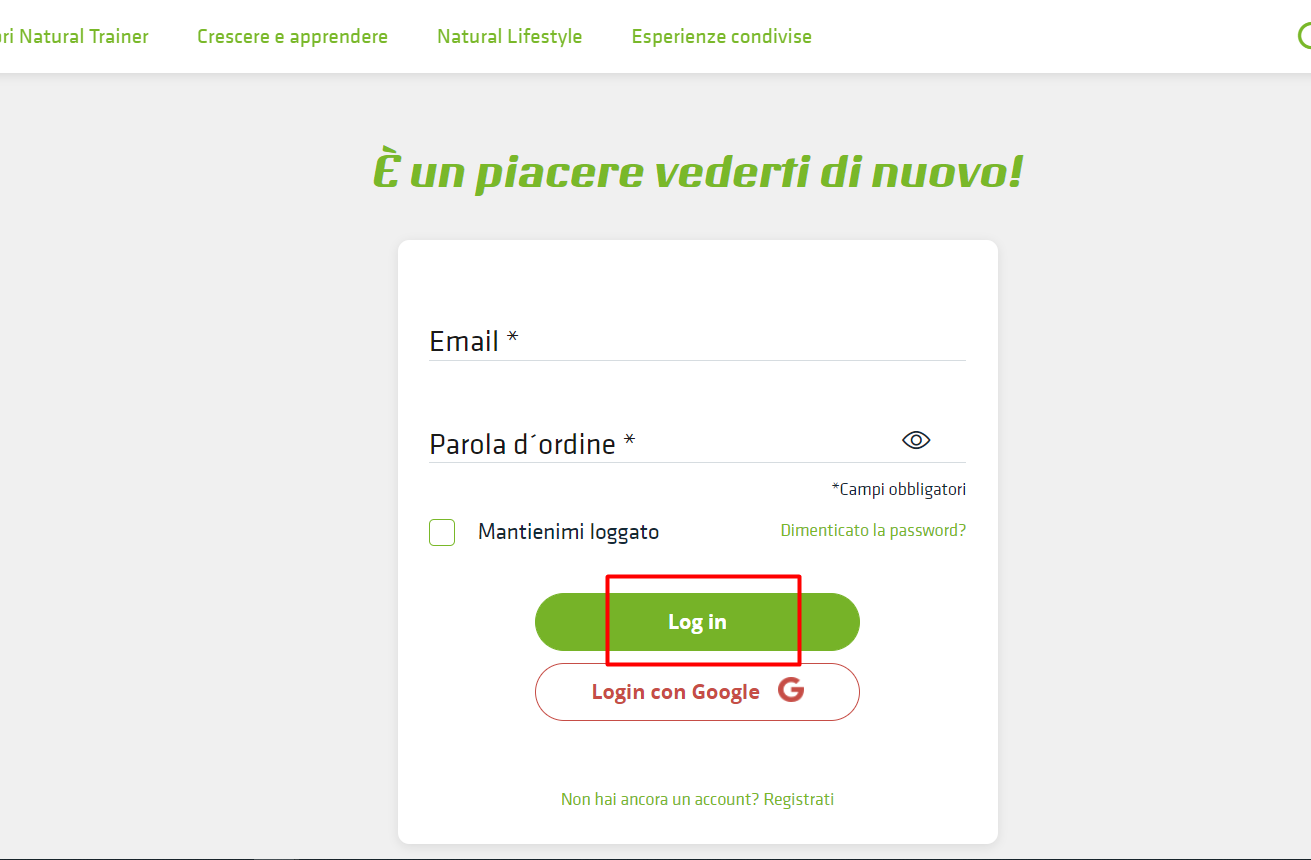 Natural Trainer
Crescere e apprendere
Natural Lifestyle
Esperienze condivise
È un piacere vederti di nuovo!
Email *
Parola d´ordine *
*Campi obbligatori
Mantienimi loggato
Dimenticato la password?
Log in
Login con Google G
Non hai ancora un account? Registrati